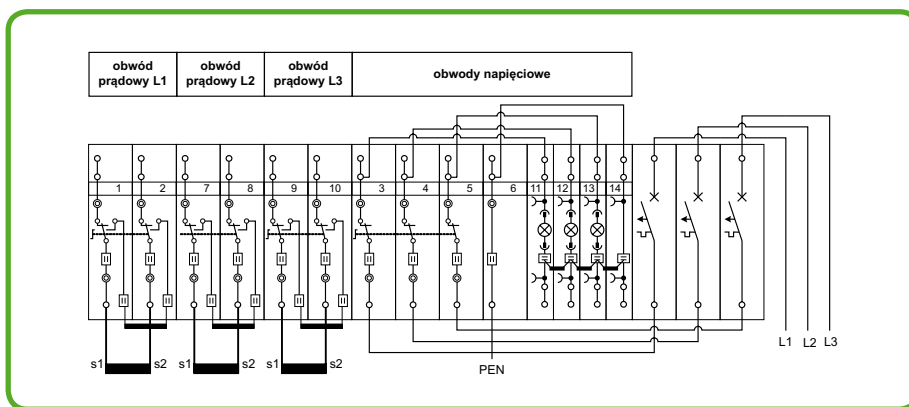 obwód prądowy L1
obwód prądowy L2
obwód prądowy L3
obwody napięciowe
1 2 7 8 9 10 3 4 5 6 11 12 13 14
s1 s2 s1 s2 s1 s2
PEN
L1 L2 L3